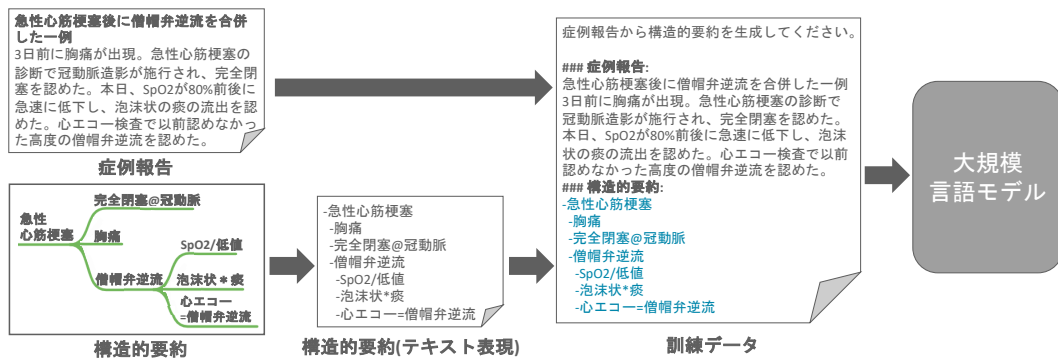 急性心筋梗塞後に僧帽弁逆流を合併
した一例
3日前に胸痛が出現。急性心筋梗塞の
診断で冠動脈造影が施行され、完全閉
塞を認めた。本日、SpO2が80%前後に
急速に低下し、泡沫状の痰の流出を認
めた。心エコー検査で以前認めなかっ
た高度の僧帽弁逆流を認めた。
症例報告
急性
心筋梗塞
完全閉塞@冠動脈
胸痛
僧帽弁逆流
SpO2/低値
泡沫状*痰
心エコー
=僧帽弁逆流
構造的要約
-急性心筋梗塞
-胸痛
-完全閉塞@冠動脈
-僧帽弁逆流
-SpO2/低値
-泡沫状*痰
-心エコー=僧帽弁逆流
構造的要約(テキスト表現)
症例報告から構造的要約を生成してください。
### 症例報告:
急性心筋梗塞後に僧帽弁逆流を合併した一例
3日前に胸痛が出現。急性心筋梗塞の診断で
冠動脈造影が施行され、完全閉塞を認めた。
本日、SpO2が80%前後に急速に低下し、泡沫
状の痰の流出を認めた。心エコー検査で以前
認めなかった高度の僧帽弁逆流を認めた。
### 構造的要約:
-急性心筋梗塞
-胸痛
-完全閉塞@冠動脈
-僧帽弁逆流
-SpO2/低値
-泡沫状*痰
-心エコー=僧帽弁逆流
訓練データ
大規模
言語モデル